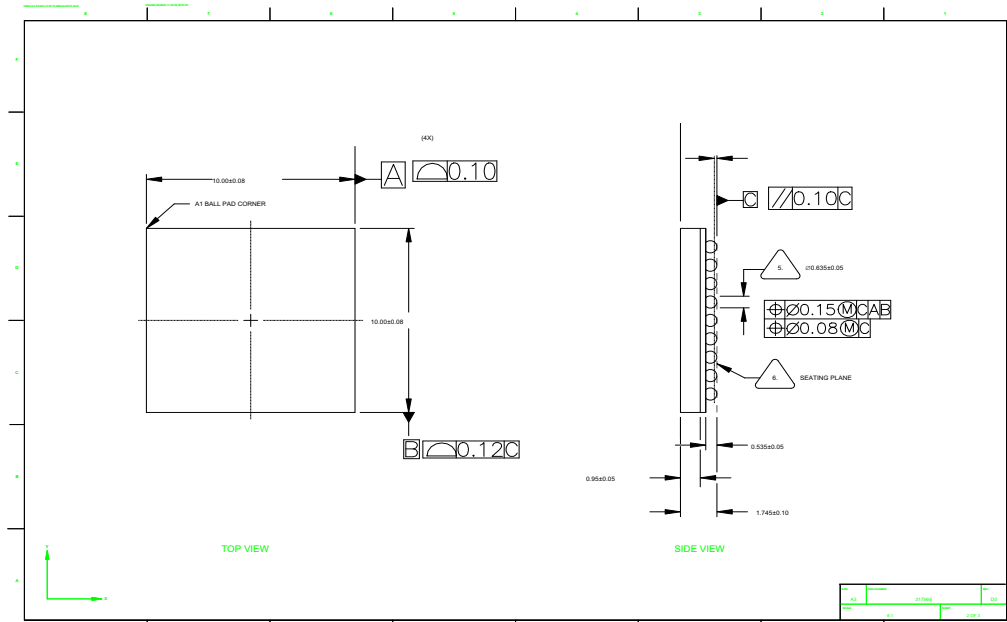 (4X)
10.00±0.08
A
0.10
A1 BALL PAD CORNER
10.00±0.08
B
0.12 C
TOP VIEW
C
// 0.10 C
5.
∅0.635±0.05
⌖ ∅0.15 Ⓜ C A B
⌖ ∅0.08 Ⓜ C
6.
SEATING PLANE
0.535±0.05
0.95±0.05
1.745±0.10
SIDE VIEW